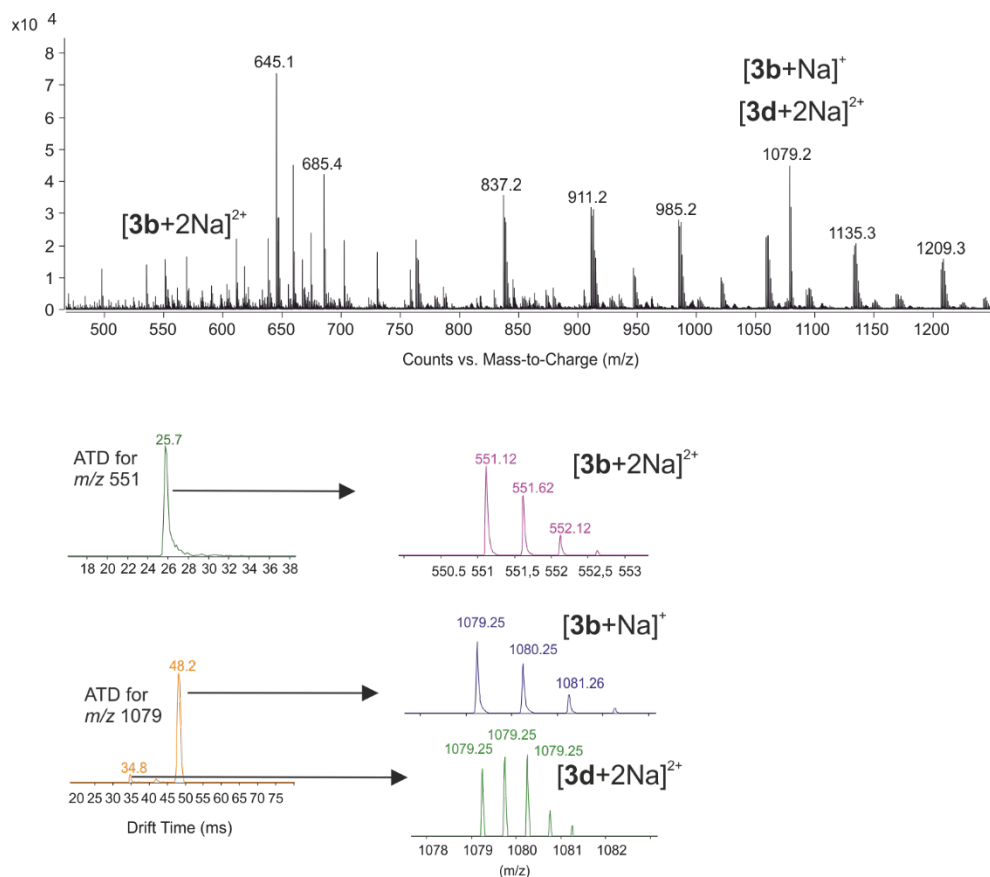 x10 4
8
7
6
5
4
3
2
1
0
645.1
685.4
[3b+2Na]2+
837.2
911.2
985.2
[3b+Na]+
[3d+2Na]2+
1079.2
1135.3
1209.3
500 550 600 650 700 750 800 850 900 950 1000 1050 1100 1150 1200
Counts vs. Mass-to-Charge (m/z)
ATD for
m/z 551
25.7
18 20 22 24 26 28 30 32 34 36 38
[3b+2Na]2+
551.12
551.62
552.12
550.5 551 551,5 552 552,5 553
ATD for
m/z 1079
48.2
34.8
20 25 30 35 40 45 50 55 60 65 70 75
Drift Time (ms)
[3b+Na]+
1079.25
1080.25
1081.26
1079.25
1079.25 1079.25
[3d+2Na]2+
1078 1079 1080 1081 1082
(m/z)